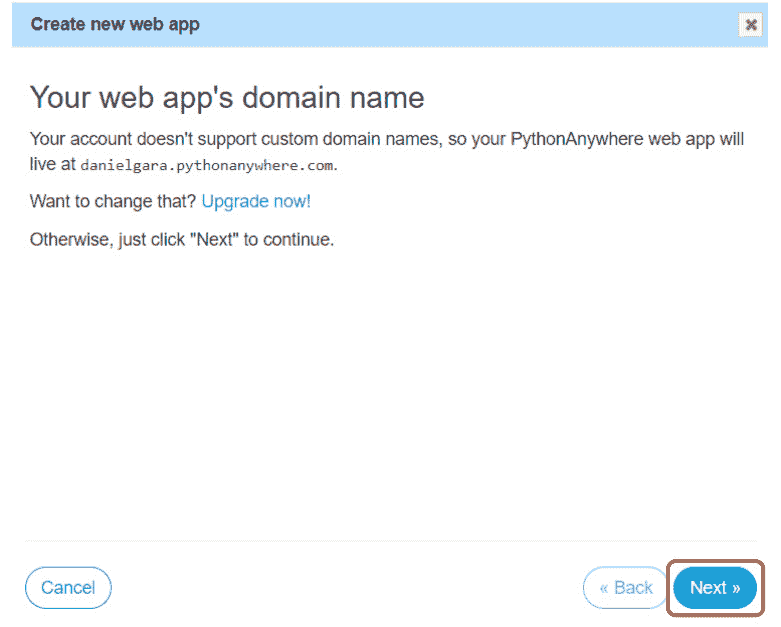 Create new web app
Your web app's domain name
Your account doesn't support custom domain names, so your PythonAnywhere web app will
live at danielgara.pythonanywhere.com.
Want to change that? Upgrade now!
Otherwise, just click "Next" to continue.
Cancel
« Back
Next »